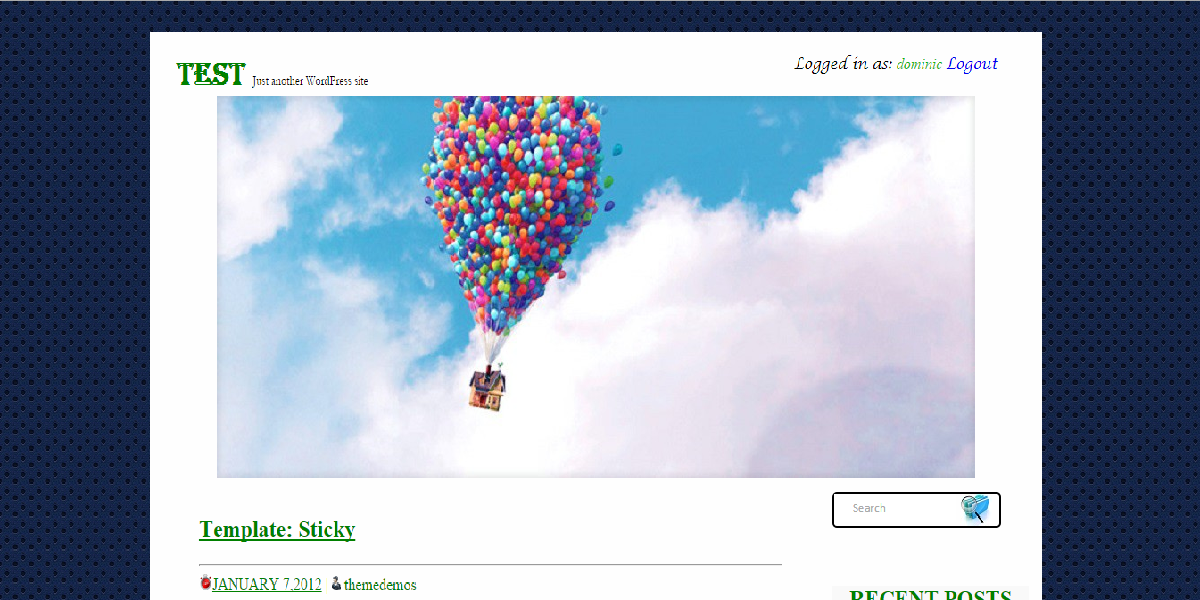 TEST Just another WordPress site
Logged in as: dominic Logout
Search
Template: Sticky
JANUARY 7,2012 themedemos
RECENT POSTS